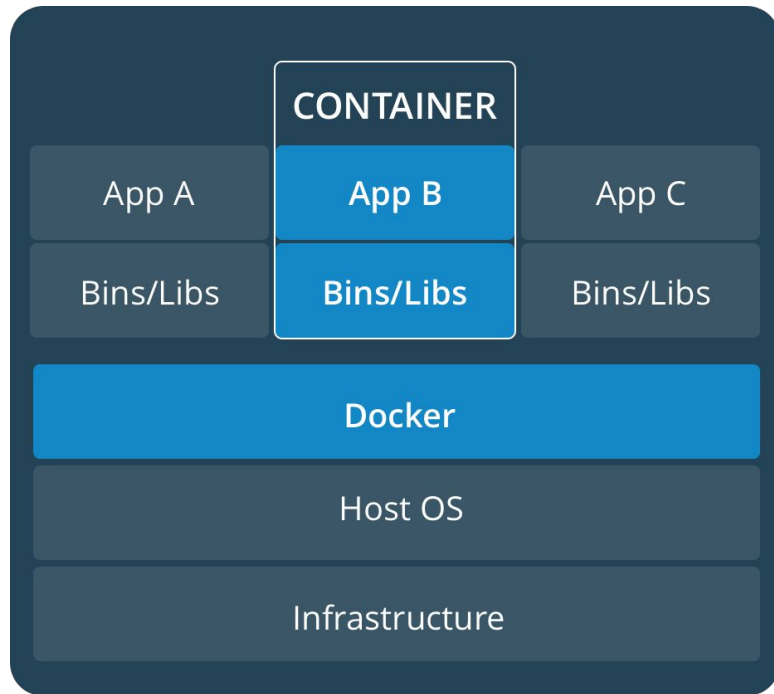 CONTAINER
App A
App B
App C
Bins/Libs
Bins/Libs
Bins/Libs
Docker
Host OS
Infrastructure